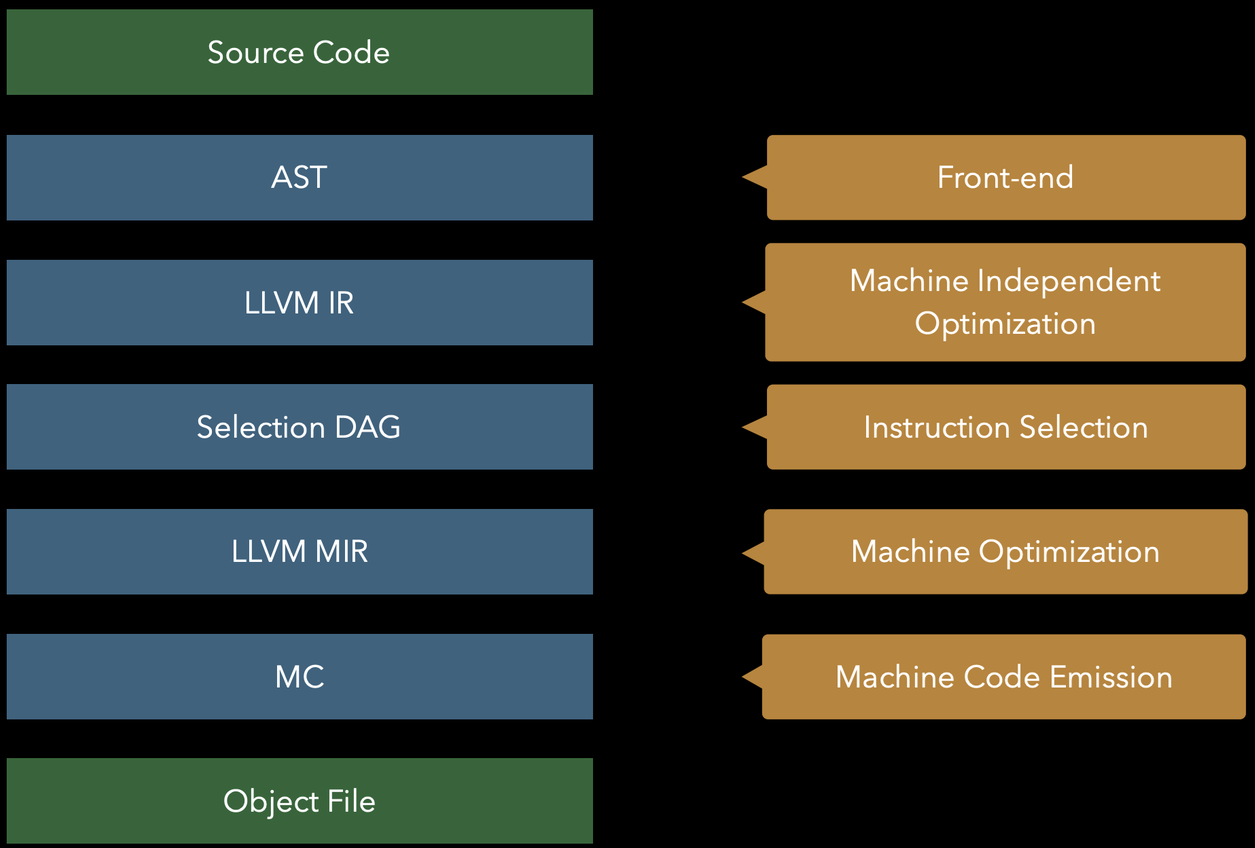 Source Code
AST
Front-end
LLVM IR
Machine Independent
Optimization
Selection DAG
Instruction Selection
LLVM MIR
Machine Optimization
MC
Machine Code Emission
Object File